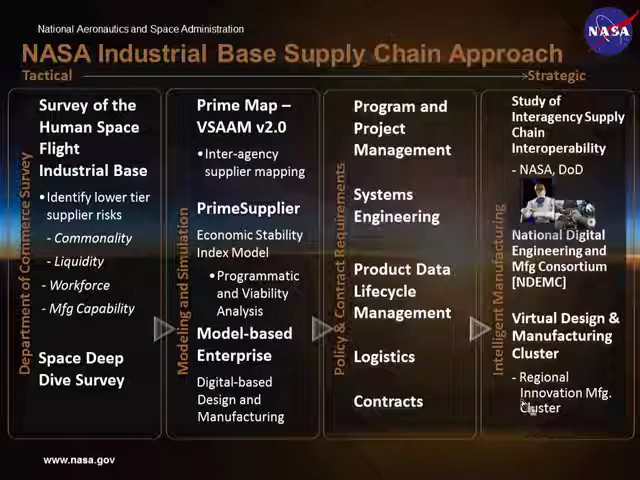 National Aeronautics and Space Administration
NASA
NASA Industrial Base Supply Chain Approach
Tactical
Strategic
Department of Commerce Survey
Survey of the
Human Space
Flight
Industrial Base
•Identify lower tier
supplier risks
- Commonality
- Liquidity
- Workforce
- Mfg Capability
Space Deep
Dive Survey
Modeling and Simulation
Prime Map –
VSAAM v2.0
•Inter-agency
supplier mapping
PrimeSupplier
Economic Stability
Index Model
•Programmatic
and Viability
Analysis
Model-based
Enterprise
Digital-based
Design and
Manufacturing
Policy & Contract Requirements
Program and
Project
Management
Systems
Engineering
Product Data
Lifecycle
Management
Logistics
Contracts
Intelligent Manufacturing
Study of
Interagency Supply
Chain
Interoperability
- NASA, DoD
National Digital
Engineering and
Mfg Consortium
[NDEMC]
Virtual Design &
Manufacturing
Cluster
- Regional
Innovation Mfg.
Cluster
www.nasa.gov